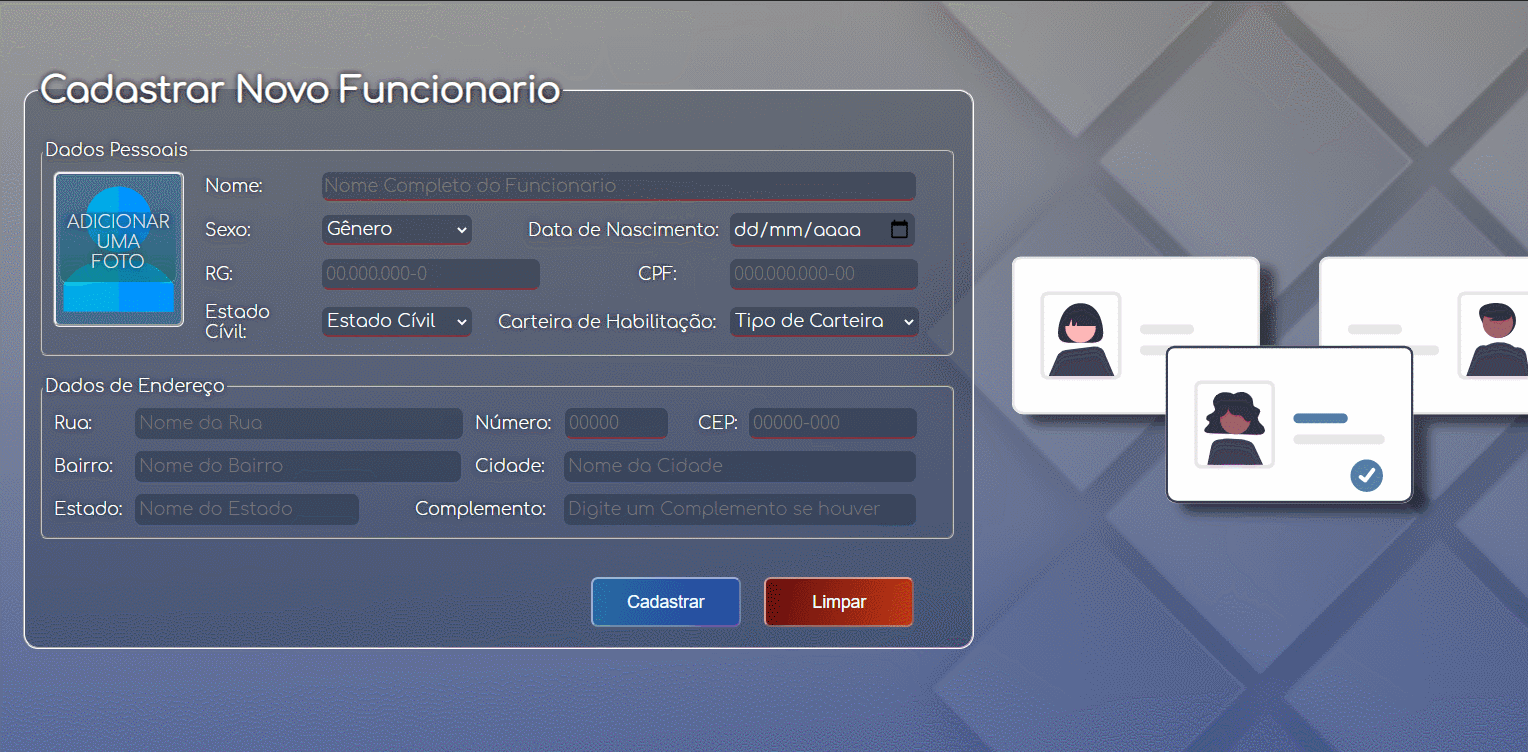 Cadastrar Novo Funcionario
Dados Pessoais
ADICIONAR
UMA
FOTO
Nome: Nome Completo do Funcionario
Sexo: Gênero Data de Nascimento: dd/mm/aaaa
RG: 00.000.000-0 CPF: 000.000.000-00
Estado
Cívil: Estado Cívil Carteira de Habilitação: Tipo de Carteira
Dados de Endereço
Rua: Nome da Rua Número: 00000 CEP: 00000-000
Bairro: Nome do Bairro Cidade: Nome da Cidade
Estado: Nome do Estado Complemento: Digite um Complemento se houver
Cadastrar Limpar